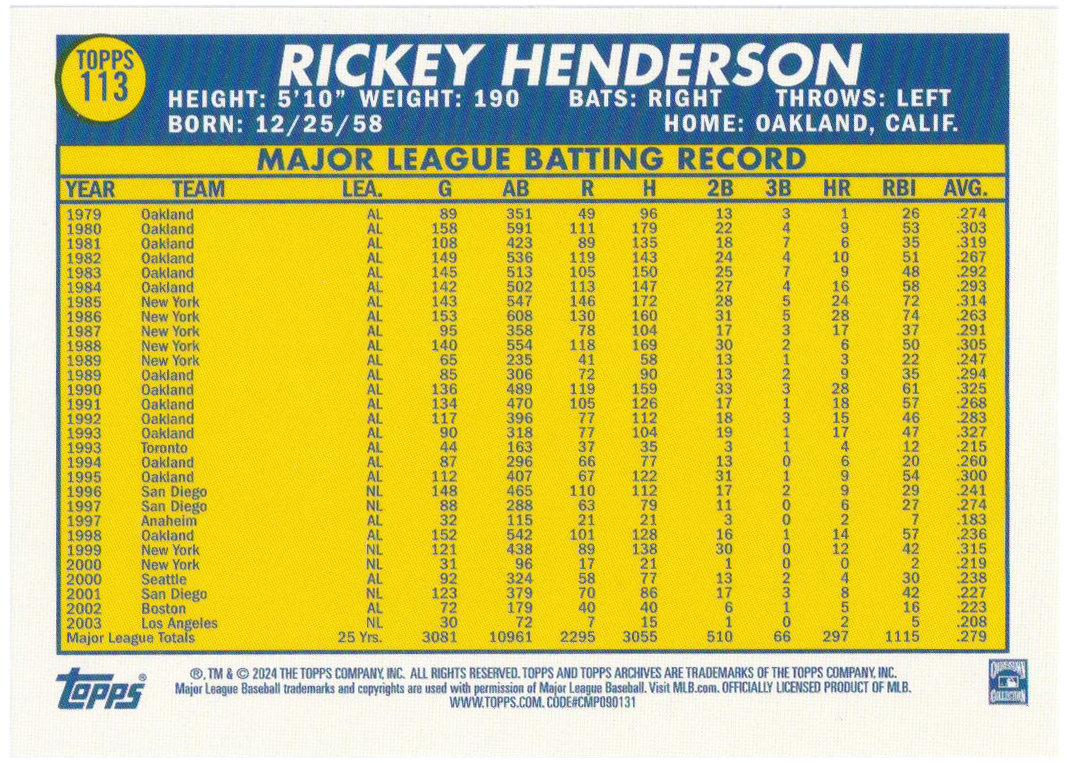 TOPPS
113
RICKEY HENDERSON
HEIGHT: 5'10" WEIGHT: 190 BATS: RIGHT THROWS: LEFT
BORN: 12/25/58 HOME: OAKLAND, CALIF.
MAJOR LEAGUE BATTING RECORD
YEAR TEAM LEA. G AB R H 2B 3B HR RBI AVG.
1979 Oakland AL 89 351 49 96 13 3 1 26 .274
1980 Oakland AL 158 591 111 179 22 4 9 53 .303
1981 Oakland AL 108 423 89 135 18 7 6 35 .319
1982 Oakland AL 149 536 119 143 24 4 10 51 .267
1983 Oakland AL 145 513 105 150 25 7 9 48 .292
1984 Oakland AL 142 502 113 147 27 4 16 58 .293
1985 New York AL 143 547 146 172 28 5 24 72 .314
1986 New York AL 153 608 130 160 31 5 28 74 .263
1987 New York AL 95 358 78 104 17 3 17 37 .291
1988 New York AL 140 554 118 169 30 2 6 50 .305
1989 New York AL 65 235 41 58 13 1 3 22 .247
1989 Oakland AL 85 306 72 90 13 2 9 35 .294
1990 Oakland AL 136 489 119 159 33 3 28 61 .325
1991 Oakland AL 134 470 105 126 17 1 18 57 .268
1992 Oakland AL 117 396 77 112 18 3 15 46 .283
1993 Oakland AL 90 318 77 104 19 1 17 47 .327
1993 Toronto AL 44 163 37 35 3 1 4 12 .215
1994 Oakland AL 87 296 66 77 13 0 6 20 .260
1995 Oakland AL 112 407 67 122 31 1 9 54 .300
1996 San Diego NL 148 465 110 112 17 2 9 29 .241
1997 San Diego NL 88 288 63 79 11 0 6 27 .274
1997 Anaheim AL 32 115 21 21 3 0 2 7 .183
1998 Oakland AL 152 542 101 128 16 1 14 57 .236
1999 New York NL 121 438 89 138 30 0 12 42 .315
2000 New York NL 31 96 17 21 1 0 0 2 .219
2000 Seattle AL 92 324 58 77 13 2 4 30 .238
2001 San Diego NL 123 379 70 86 17 3 8 42 .227
2002 Boston AL 72 179 40 40 6 1 5 16 .223
2003 Los Angeles NL 30 72 7 15 1 0 2 5 .208
Major League Totals 25 Yrs. 3081 10961 2295 3055 510 66 297 1115 .279
topps®
®, TM & © 2024 THE TOPPS COMPANY, INC. ALL RIGHTS RESERVED. TOPPS AND TOPPS ARCHIVES ARE TRADEMARKS OF THE TOPPS COMPANY, INC.
Major League Baseball trademarks and copyrights are used with permission of Major League Baseball. Visit MLB.com. OFFICIALLY LICENSED PRODUCT OF MLB.
WWW.TOPPS.COM. CODE#CMP090131
COOPERSTOWN
COLLECTION